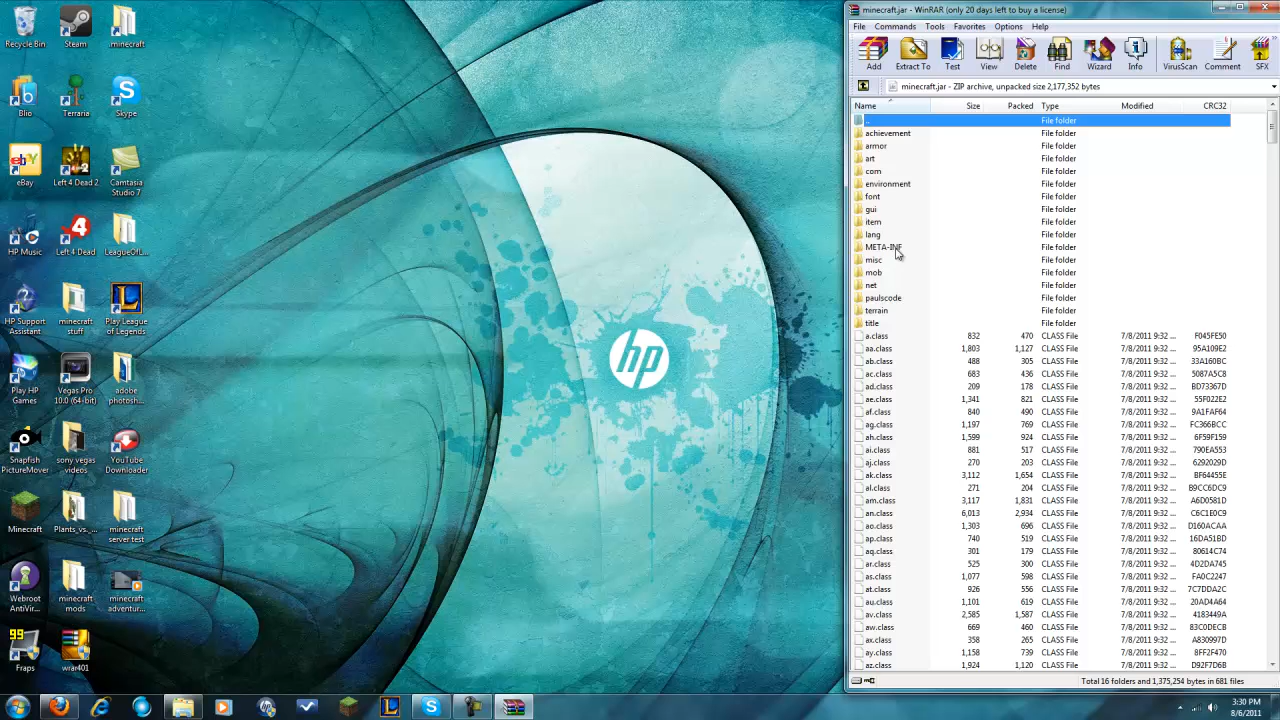 Recycle Bin
Steam
.minecraft
Blio
Terraria
Skype
eBay
Left 4 Dead 2
Camtasia
Studio 7
HP Music
Left 4 Dead
LeagueOfL...
HP Support
Assistant
minecraft
stuff
Play League
of Legends
Play HP
Games
Vegas Pro
10.0 (64-bit)
adobe
photosh...
Snapfish
PictureMover
sony vegas
videos
YouTube
Downloader
Minecraft
Plants_vs._...
minecraft
server test
Webroot
AntiVir...
minecraft
mods
minecraft
adventur...
99
Fraps
wrar401
hp
minecraft.jar - WinRAR (only 20 days left to buy a license)
File Commands Tools Favorites Options Help
Add Extract To Test View Delete Find Wizard Info VirusScan Comment SFX
minecraft.jar - ZIP archive, unpacked size 2,177,352 bytes
Name Size Packed Type Modified CRC32
.. File folder
achievement File folder
armor File folder
art File folder
com File folder
environment File folder
font File folder
gui File folder
item File folder
lang File folder
META-INF File folder
misc File folder
mob File folder
net File folder
paulscode File folder
terrain File folder
title File folder
a.class 832 470 CLASS File 7/8/2011 9:32 ... F045FE50
aa.class 1,803 1,127 CLASS File 7/8/2011 9:32 ... 95A109E2
ab.class 488 305 CLASS File 7/8/2011 9:32 ... 33A160BC
ac.class 683 436 CLASS File 7/8/2011 9:32 ... 5087A5C8
ad.class 209 178 CLASS File 7/8/2011 9:32 ... BD73367D
ae.class 1,341 821 CLASS File 7/8/2011 9:32 ... 55F022E2
af.class 840 490 CLASS File 7/8/2011 9:32 ... 9A1FAF64
ag.class 1,197 769 CLASS File 7/8/2011 9:32 ... FC366BCC
ah.class 1,599 924 CLASS File 7/8/2011 9:32 ... 6F59F159
ai.class 881 517 CLASS File 7/8/2011 9:32 ... 790EA553
aj.class 270 203 CLASS File 7/8/2011 9:32 ... 6292029D
ak.class 3,112 1,654 CLASS File 7/8/2011 9:32 ... BF64455E
al.class 271 204 CLASS File 7/8/2011 9:32 ... B9CC6DC9
am.class 3,117 1,831 CLASS File 7/8/2011 9:32 ... A6D0581D
an.class 6,013 2,934 CLASS File 7/8/2011 9:32 ... C6C1E0C9
ao.class 1,303 696 CLASS File 7/8/2011 9:32 ... D160ACAA
ap.class 740 519 CLASS File 7/8/2011 9:32 ... 16DA51BD
aq.class 301 179 CLASS File 7/8/2011 9:32 ... 80614C74
ar.class 525 300 CLASS File 7/8/2011 9:32 ... 4D2DA745
as.class 1,077 598 CLASS File 7/8/2011 9:32 ... FA0C2247
at.class 926 556 CLASS File 7/8/2011 9:32 ... 7C7DDA2C
au.class 1,101 619 CLASS File 7/8/2011 9:32 ... 20AD4A64
av.class 2,585 1,587 CLASS File 7/8/2011 9:32 ... 4183449A
aw.class 669 460 CLASS File 7/8/2011 9:32 ... 83C0DECB
ax.class 358 265 CLASS File 7/8/2011 9:32 ... A830997D
ay.class 1,158 739 CLASS File 7/8/2011 9:32 ... 8FF2F470
az.class 1,924 1,120 CLASS File 7/8/2011 9:32 ... D92F7D6B
Total 16 folders and 1,375,254 bytes in 681 files
3:30 PM
8/6/2011